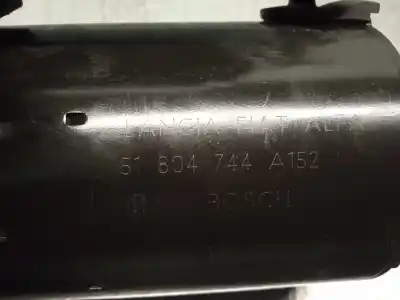 LANCIA FIAT ALFA
51 804 744 A152
BOSCH